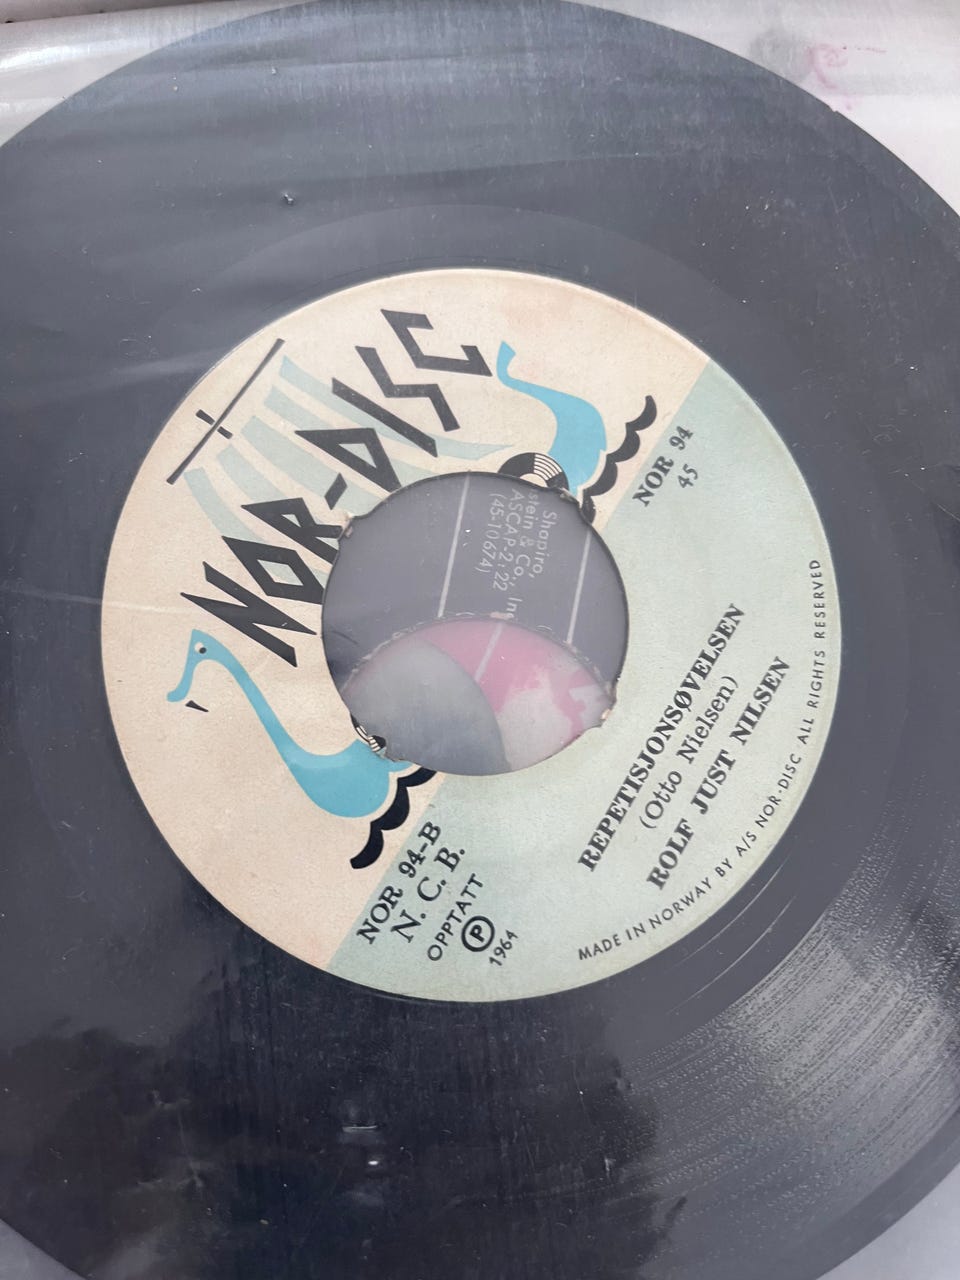 NOR-DISC
NOR 94
45
REPETISJONSØVELSEN
(Otto Nielsen)
ROLF JUST NILSEN
NOR 94-B
N. C. B.
OPPTATT
Ⓟ
1964
MADE IN NORWAY BY A/S NOR-DISC ALL RIGHTS RESERVED
Shapiro,
stein & Co., Inc
ASCAP-2:22
(45-10674)